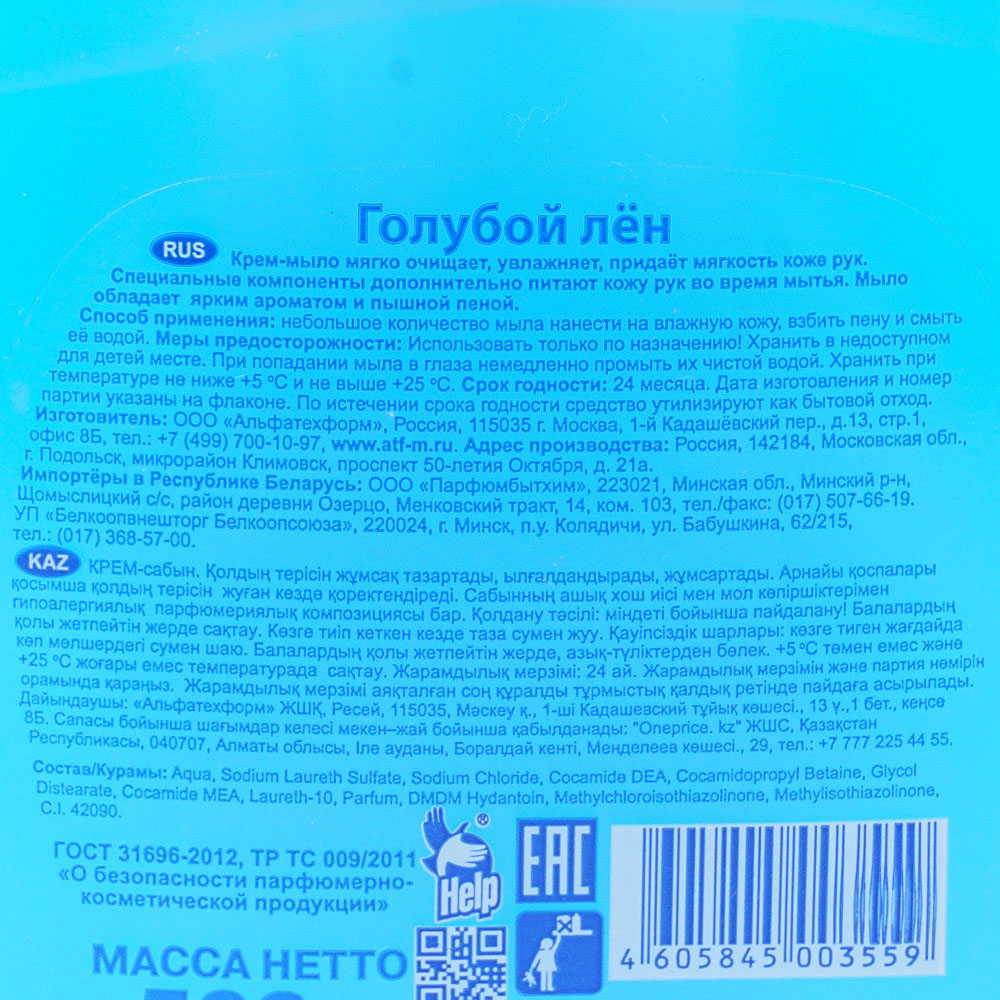 Голубой лён
RUS
Крем-мыло мягко очищает, увлажняет, придаёт мягкость коже рук.
Специальные компоненты дополнительно питают кожу рук во время мытья. Мыло
обладает ярким ароматом и пышной пеной.
Способ применения: небольшое количество мыла нанести на влажную кожу, взбить пену и смыть
её водой. Меры предосторожности: Использовать только по назначению! Хранить в недоступном
для детей месте. При попадании мыла в глаза немедленно промыть их чистой водой. Хранить при
температуре не ниже +5 °С и не выше +25 °С. Срок годности: 24 месяца. Дата изготовления и номер
партии указаны на флаконе. По истечении срока годности средство утилизируют как бытовой отход.
Изготовитель: ООО «Альфатехформ», Россия, 115035 г. Москва, 1-й Кадашёвский пер., д.13, стр.1,
офис 8Б, тел.: +7 (499) 700-10-97, www.atf-m.ru. Адрес производства: Россия, 142184, Московская обл.,
г. Подольск, микрорайон Климовск, проспект 50-летия Октября, д. 21а.
Импортёры в Республике Беларусь: ООО «Парфюмбытхим», 223021, Минская обл., Минский р-н,
Щомыслицкий с/с, район деревни Озерцо, Менковский тракт, 14, ком. 103, тел./факс: (017) 507-66-19.
УП «Белкоопвнешторг Белкоопсоюза», 220024, г. Минск, п.у. Колядичи, ул. Бабушкина, 62/215,
тел.: (017) 368-57-00.
KAZ
КРЕМ-сабын. Қолдың терісін жұмсақ тазартады, ылғалдандырады, жұмсартады. Арнайы қоспалары
қосымша қолдың терісін жуған кезде қоректендіреді. Сабынның ашық хош иісі мен мол көпіршіктерімен
гипоалергиялық парфюмериялық композициясы бар. Қолдану тәсілі: міндеті бойынша пайдалану! Балалардың
қолы жетпейтін жерде сақтау. Көзге тиіп кеткен кезде таза сумен жуу. Қауіпсіздік шарлары: көзге тиген жағдайда
көп мөлшердегі сумен шаю. Балалардың қолы жетпейтін жерде, азық-түліктерден бөлек. +5 °С төмен емес және
+25 °С жоғары емес температурада сақтау. Жарамдылық мерзімі: 24 ай. Жарамдылық мерзімін және партия нөмірін
орамында қараңыз. Жарамдылық мерзімі аяқталған соң құралды тұрмыстық қалдық ретінде пайдаға асырылады.
Дайындаушы: «Альфатехформ» ЖШҚ, Ресей, 115035, Мәскеу қ., 1-ші Кадашевский тұйық көшесі., 13 ү.,1 бет., кеңсе
8Б. Сапасы бойынша шағымдар келесі мекен–жай бойынша қабылданады: "Oneprice. kz" ЖШС, Қазақстан
Республикасы, 040707, Алматы облысы, Іле ауданы, Боралдай кенті, Менделеев көшесі., 29, тел.: +7 777 225 44 55.
Состав/Курамы: Aqua, Sodium Laureth Sulfate, Sodium Chloride, Cocamide DEA, Cocamidopropyl Betaine, Glycol
Distearate, Cocamide MEA, Laureth-10, Parfum, DMDM Hydantoin, Methylchloroisothiazolinone, Methylisothiazolinone,
C.I. 42090.
ГОСТ 31696-2012, ТР ТС 009/2011
«О безопасности парфюмерно-
косметической продукции»
Help ®
EAC
4 605845 003559
МАССА НЕТТО